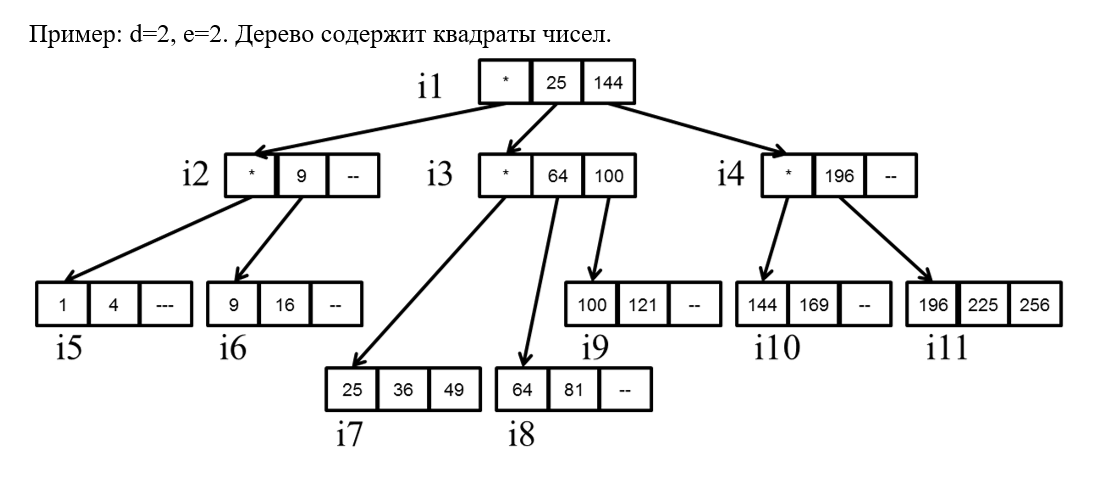 Пример: d=2, e=2. Дерево содержит квадраты чисел.
i1 * 25 144
i2 * 9 --
i3 * 64 100
i4 * 196 --
1 4 ---
9 16 --
100 121 --
144 169 --
196 225 256
i5
i6
i9
i10
i11
25 36 49
64 81 --
i7
i8